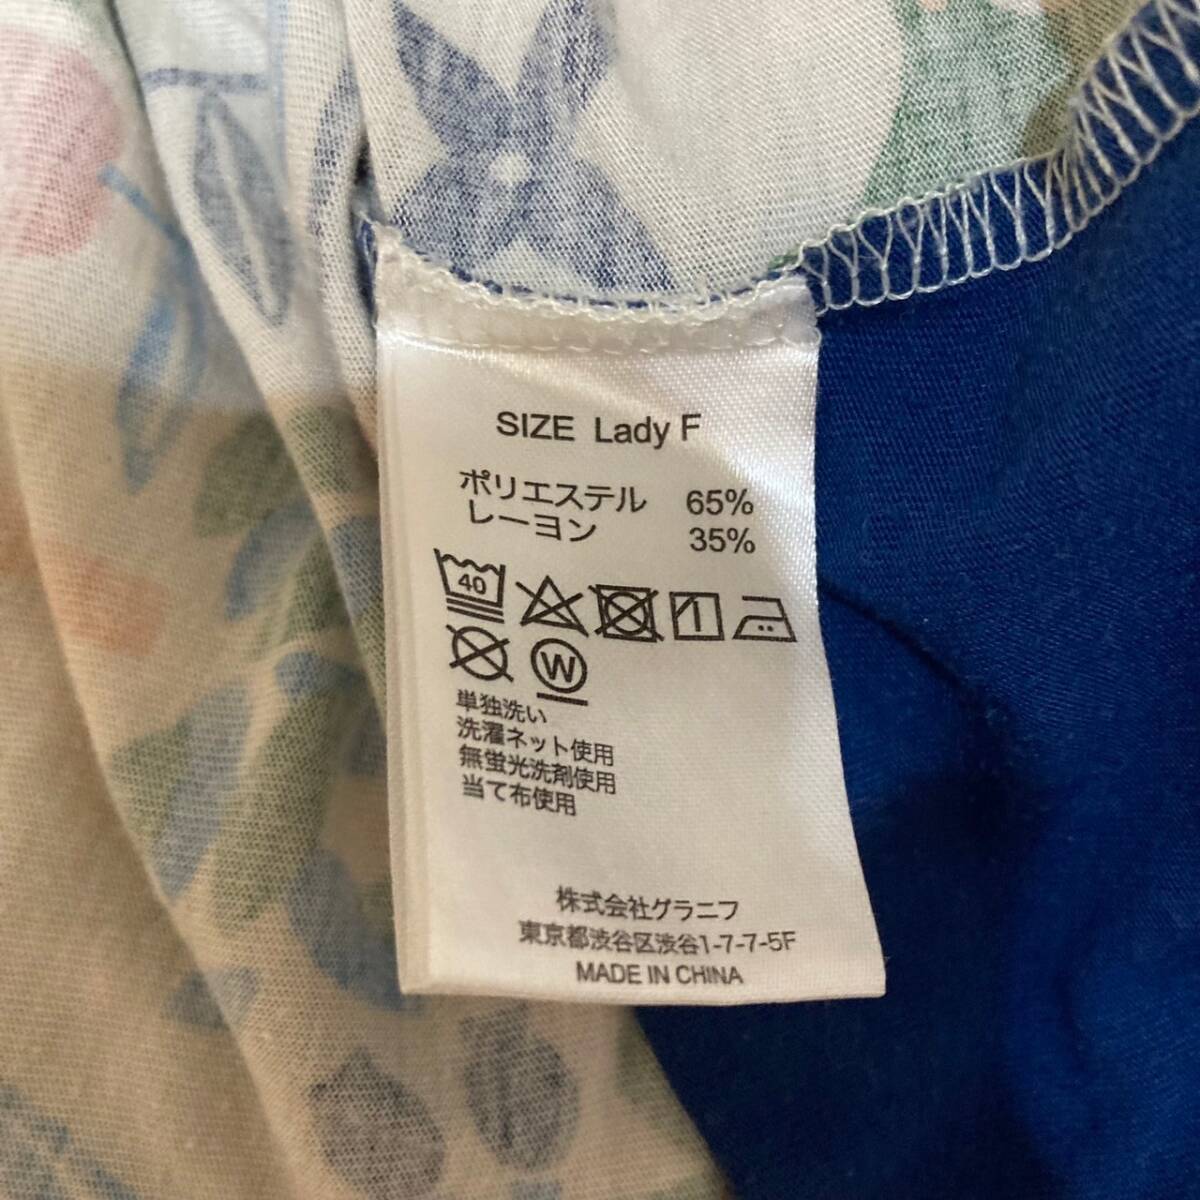 SIZE Lady F
ポリエステル 65%
レーヨン 35%
40
W
単独洗い
洗濯ネット使用
無蛍光洗剤使用
当て布使用
株式会社グラニフ
東京都渋谷区渋谷1-7-7-5F
MADE IN CHINA